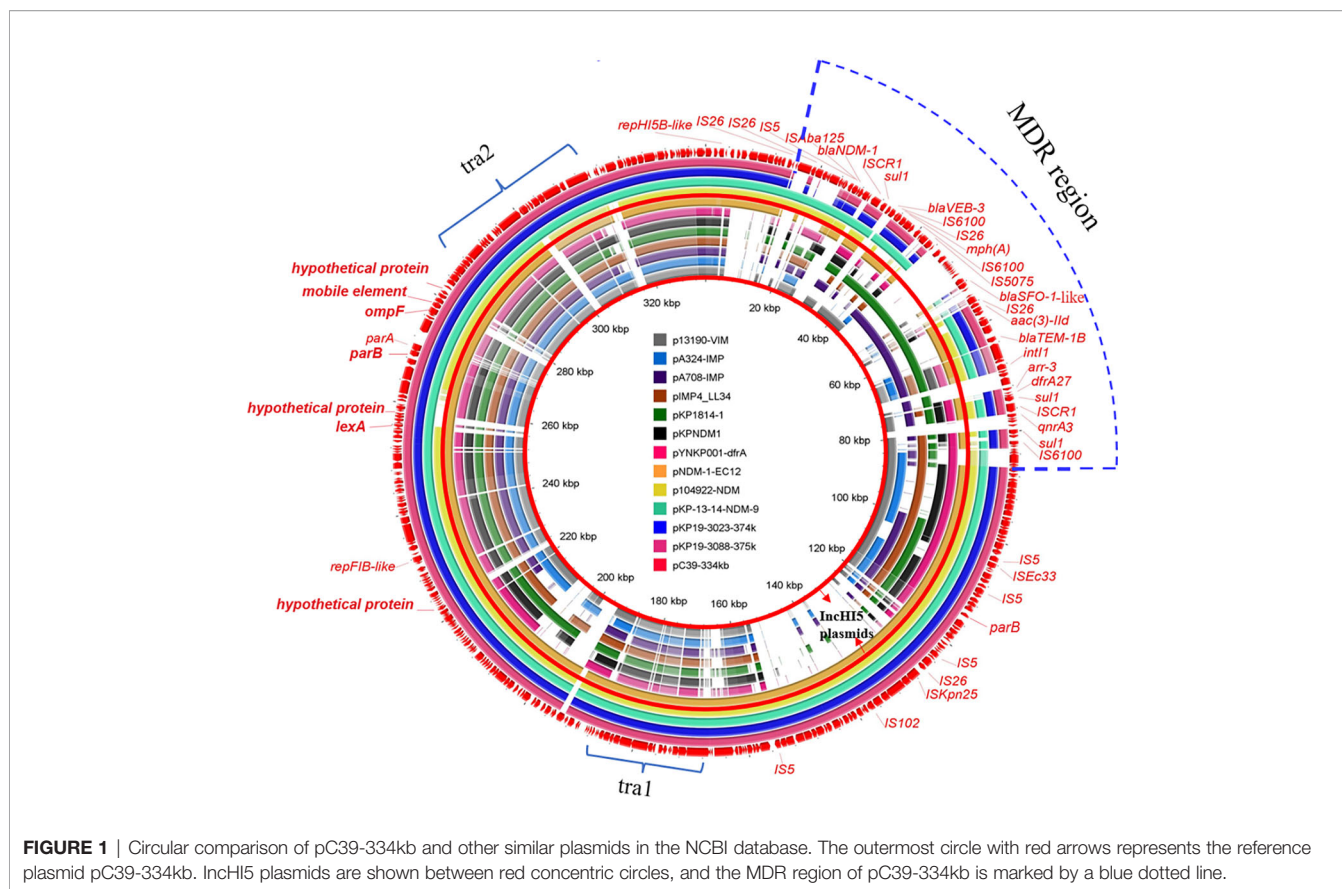 MDR region
tra2
repHI5B-like
IS26
IS26
IS5
ISAba125
blaNDM-1
ISCR1
sul1
blaVEB-3
IS6100
IS26
mph(A)
IS6100
IS5075
blaSFO-1-like
IS26
aac(3)-IId
blaTEM-1B
intI1
arr-3
dfrA27
sul1
ISCR1
qnrA3
sul1
IS6100
IS5
ISEc33
IS5
parB
IS5
IS26
ISKpn25
IS102
IS5
tra1
hypothetical protein
mobile element
ompF
parA
parB
hypothetical protein
lexA
repFIB-like
hypothetical protein
320 kbp
20 kbp
40 kbp
60 kbp
80 kbp
100 kbp
120 kbp
140 kbp
160 kbp
180 kbp
200 kbp
220 kbp
240 kbp
260 kbp
280 kbp
300 kbp
p13190-VIM
pA324-IMP
pA708-IMP
pIMP4_LL34
pKP1814-1
pKPNDM1
pYNKP001-dfrA
pNDM-1-EC12
p104922-NDM
pKP-13-14-NDM-9
pKP19-3023-374k
pKP19-3088-375k
pC39-334kb
IncHI5
plasmids
FIGURE 1 | Circular comparison of pC39-334kb and other similar plasmids in the NCBI database. The outermost circle with red arrows represents the reference
plasmid pC39-334kb. IncHI5 plasmids are shown between red concentric circles, and the MDR region of pC39-334kb is marked by a blue dotted line.